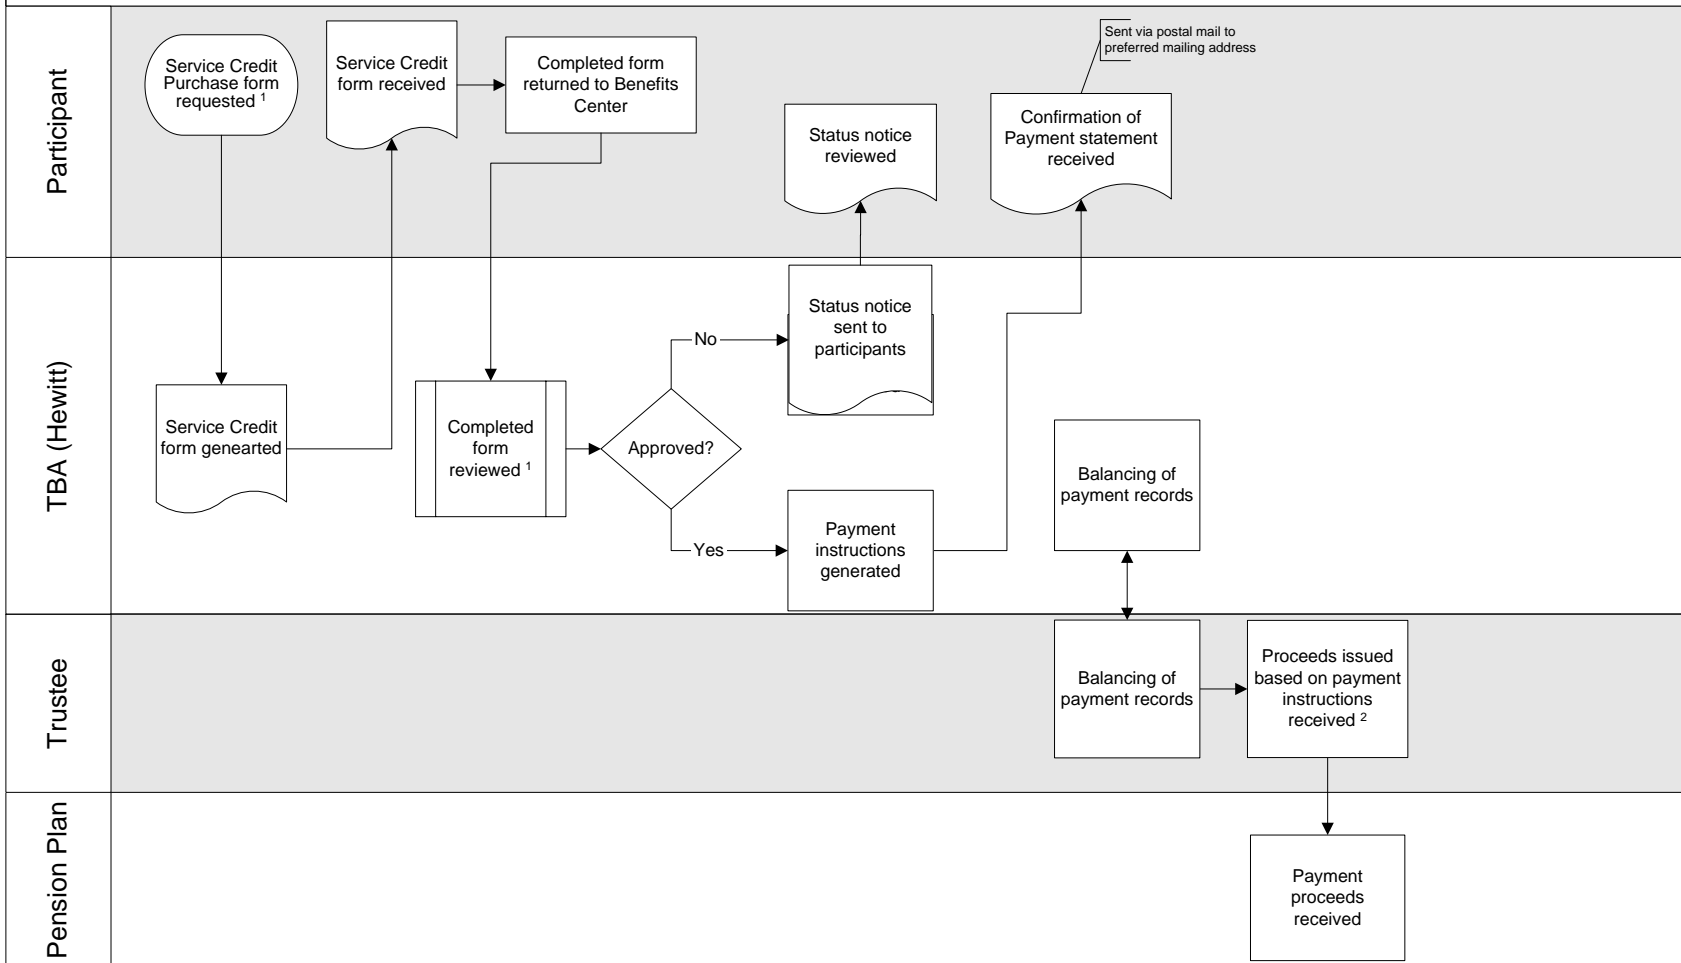 Participant
Service Credit
Purchase form
requested 1
Service Credit
form received
Completed form
returned to Benefits
Center
Status notice
reviewed
Sent via postal mail to
preferred mailing address
Confirmation of
Payment statement
received
TBA (Hewitt)
Service Credit
form genearted
Completed
form
reviewed 1
Approved?
No
Yes
Status notice
sent to
participants
Payment
instructions
generated
Balancing of
payment records
Trustee
Balancing of
payment records
Proceeds issued
based on payment
instructions
received 2
Pension Plan
Payment
proceeds
received